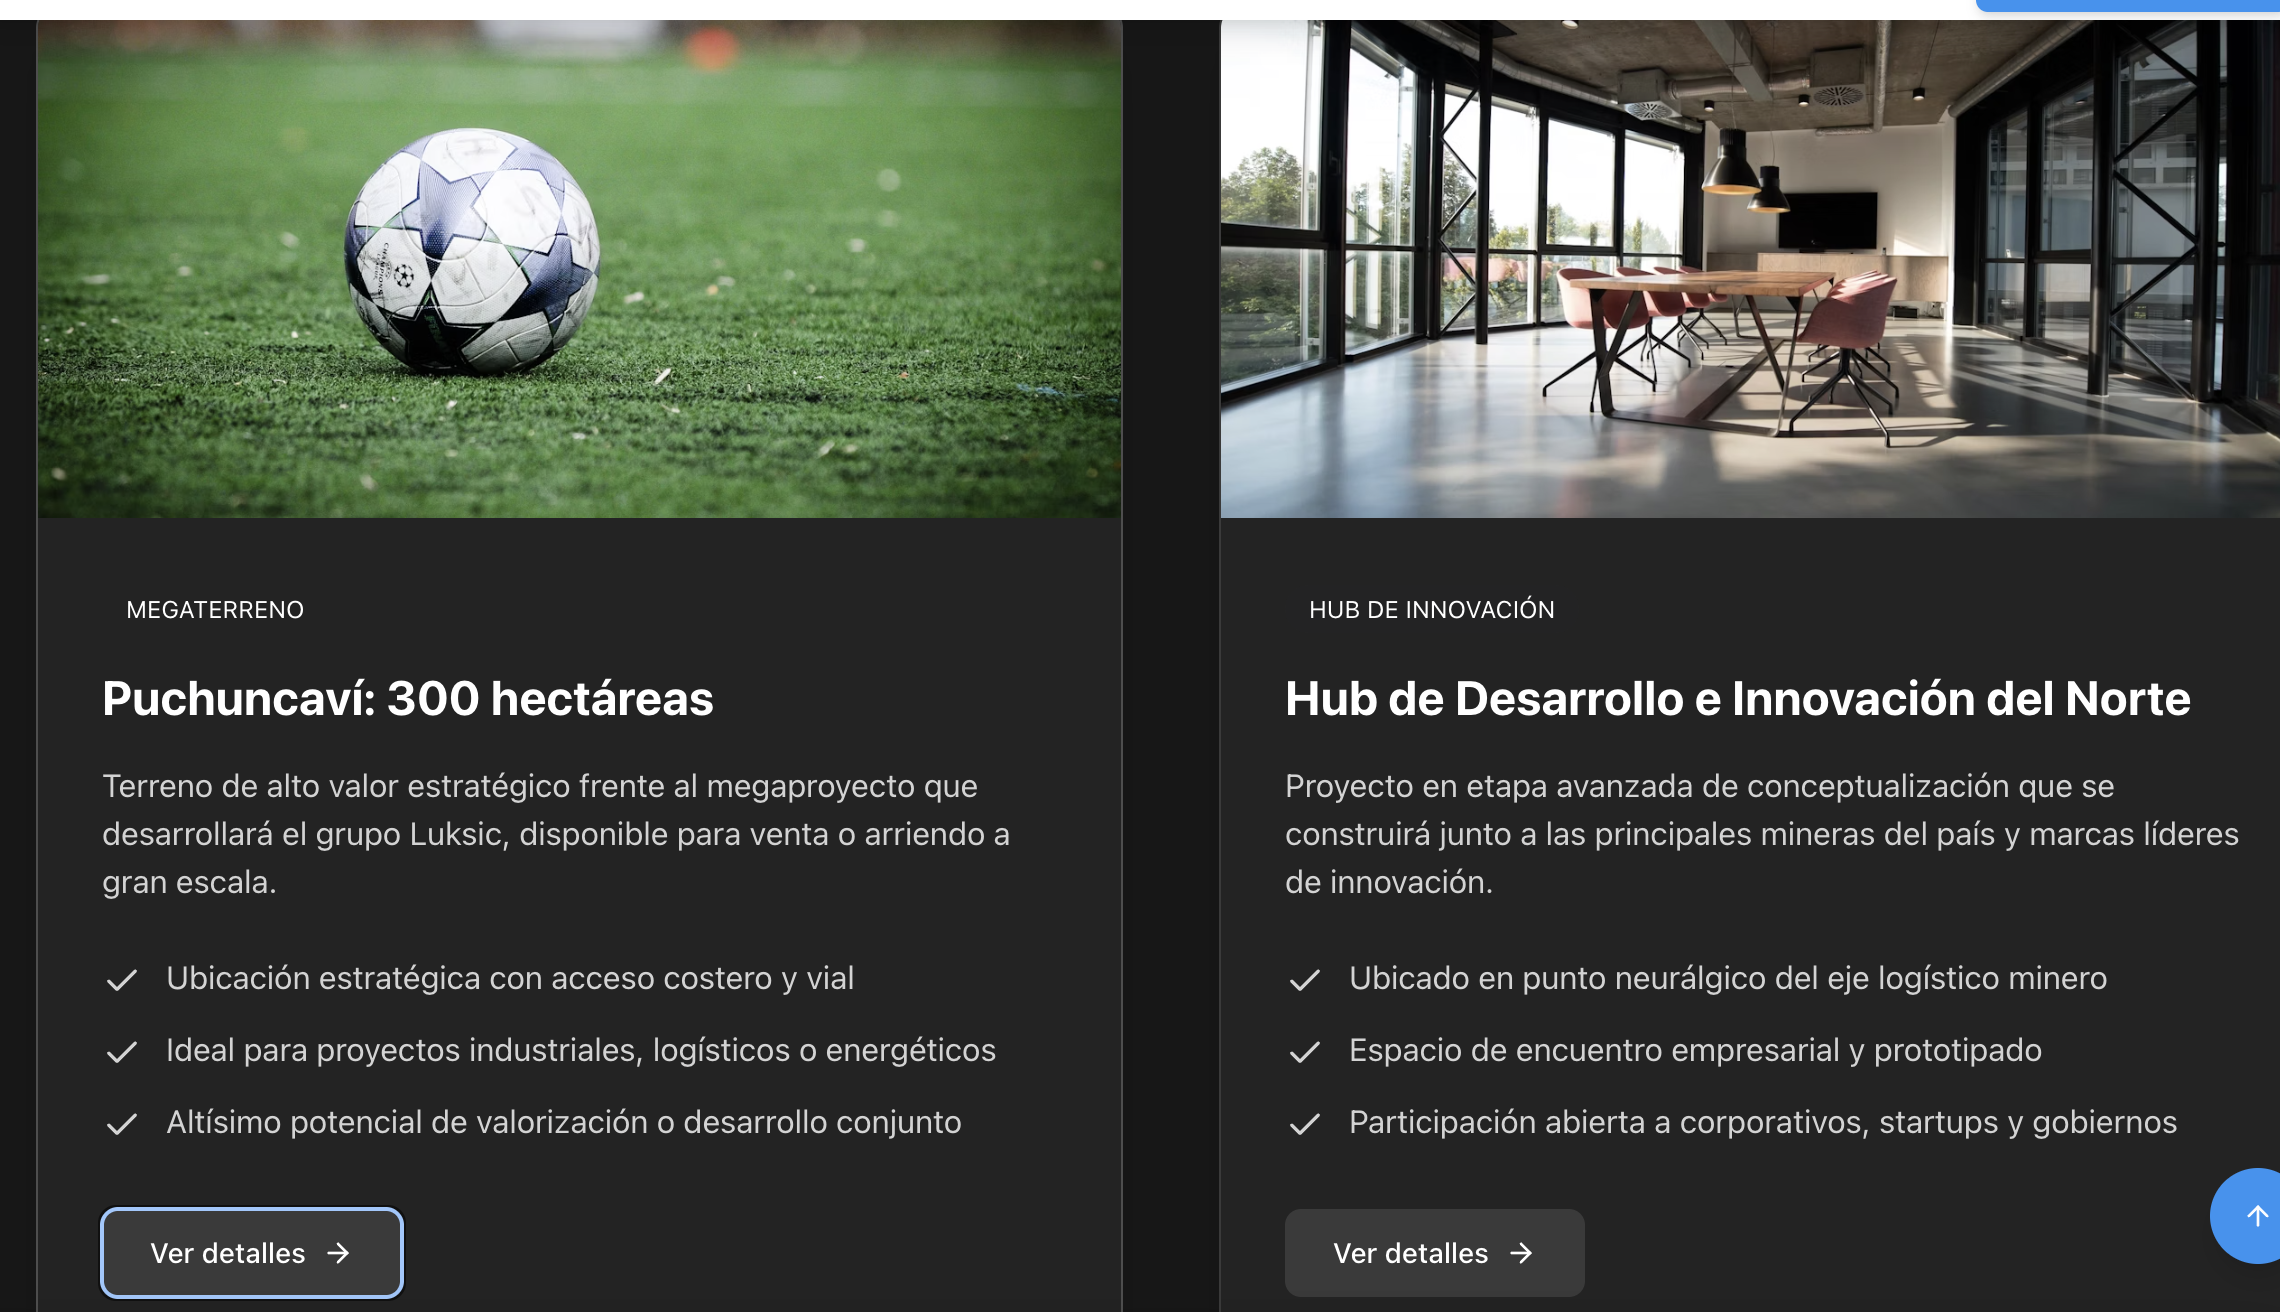 MEGATERRENO
Puchuncaví: 300 hectáreas
Terreno de alto valor estratégico frente al megaproyecto que
desarrollará el grupo Luksic, disponible para venta o arriendo a
gran escala.
Ubicación estratégica con acceso costero y vial
Ideal para proyectos industriales, logísticos o energéticos
Altísimo potencial de valorización o desarrollo conjunto
Ver detalles
HUB DE INNOVACIÓN
Hub de Desarrollo e Innovación del Norte
Proyecto en etapa avanzada de conceptualización que se
construirá junto a las principales mineras del país y marcas líderes
de innovación.
Ubicado en punto neurálgico del eje logístico minero
Espacio de encuentro empresarial y prototipado
Participación abierta a corporativos, startups y gobiernos
Ver detalles